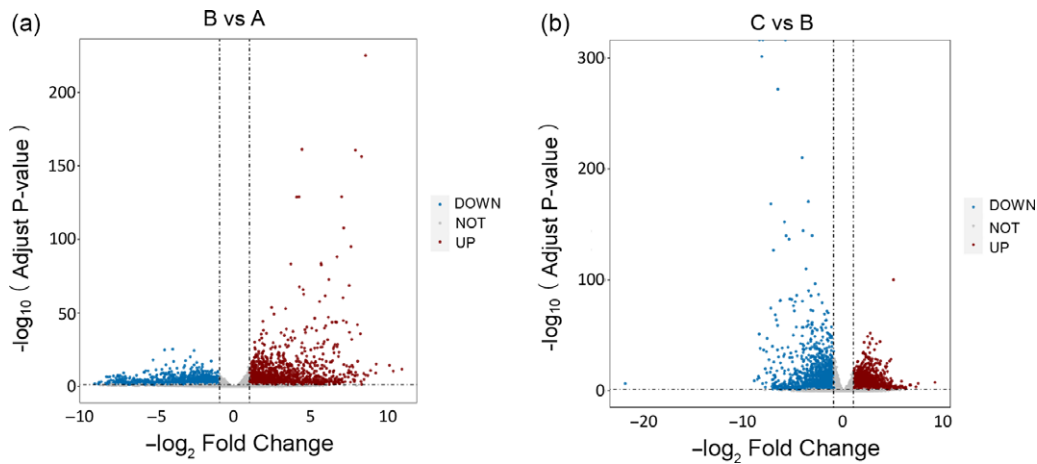 (a)
B vs A
-log10 ( Adjust P-value )
200
150
100
50
0
−10
−5
0
5
10
−log2 Fold Change
DOWN
NOT
UP
(b)
C vs B
-log10 ( Adjust P-value )
300
200
100
0
−20
−10
0
10
−log2 Fold Change
DOWN
NOT
UP